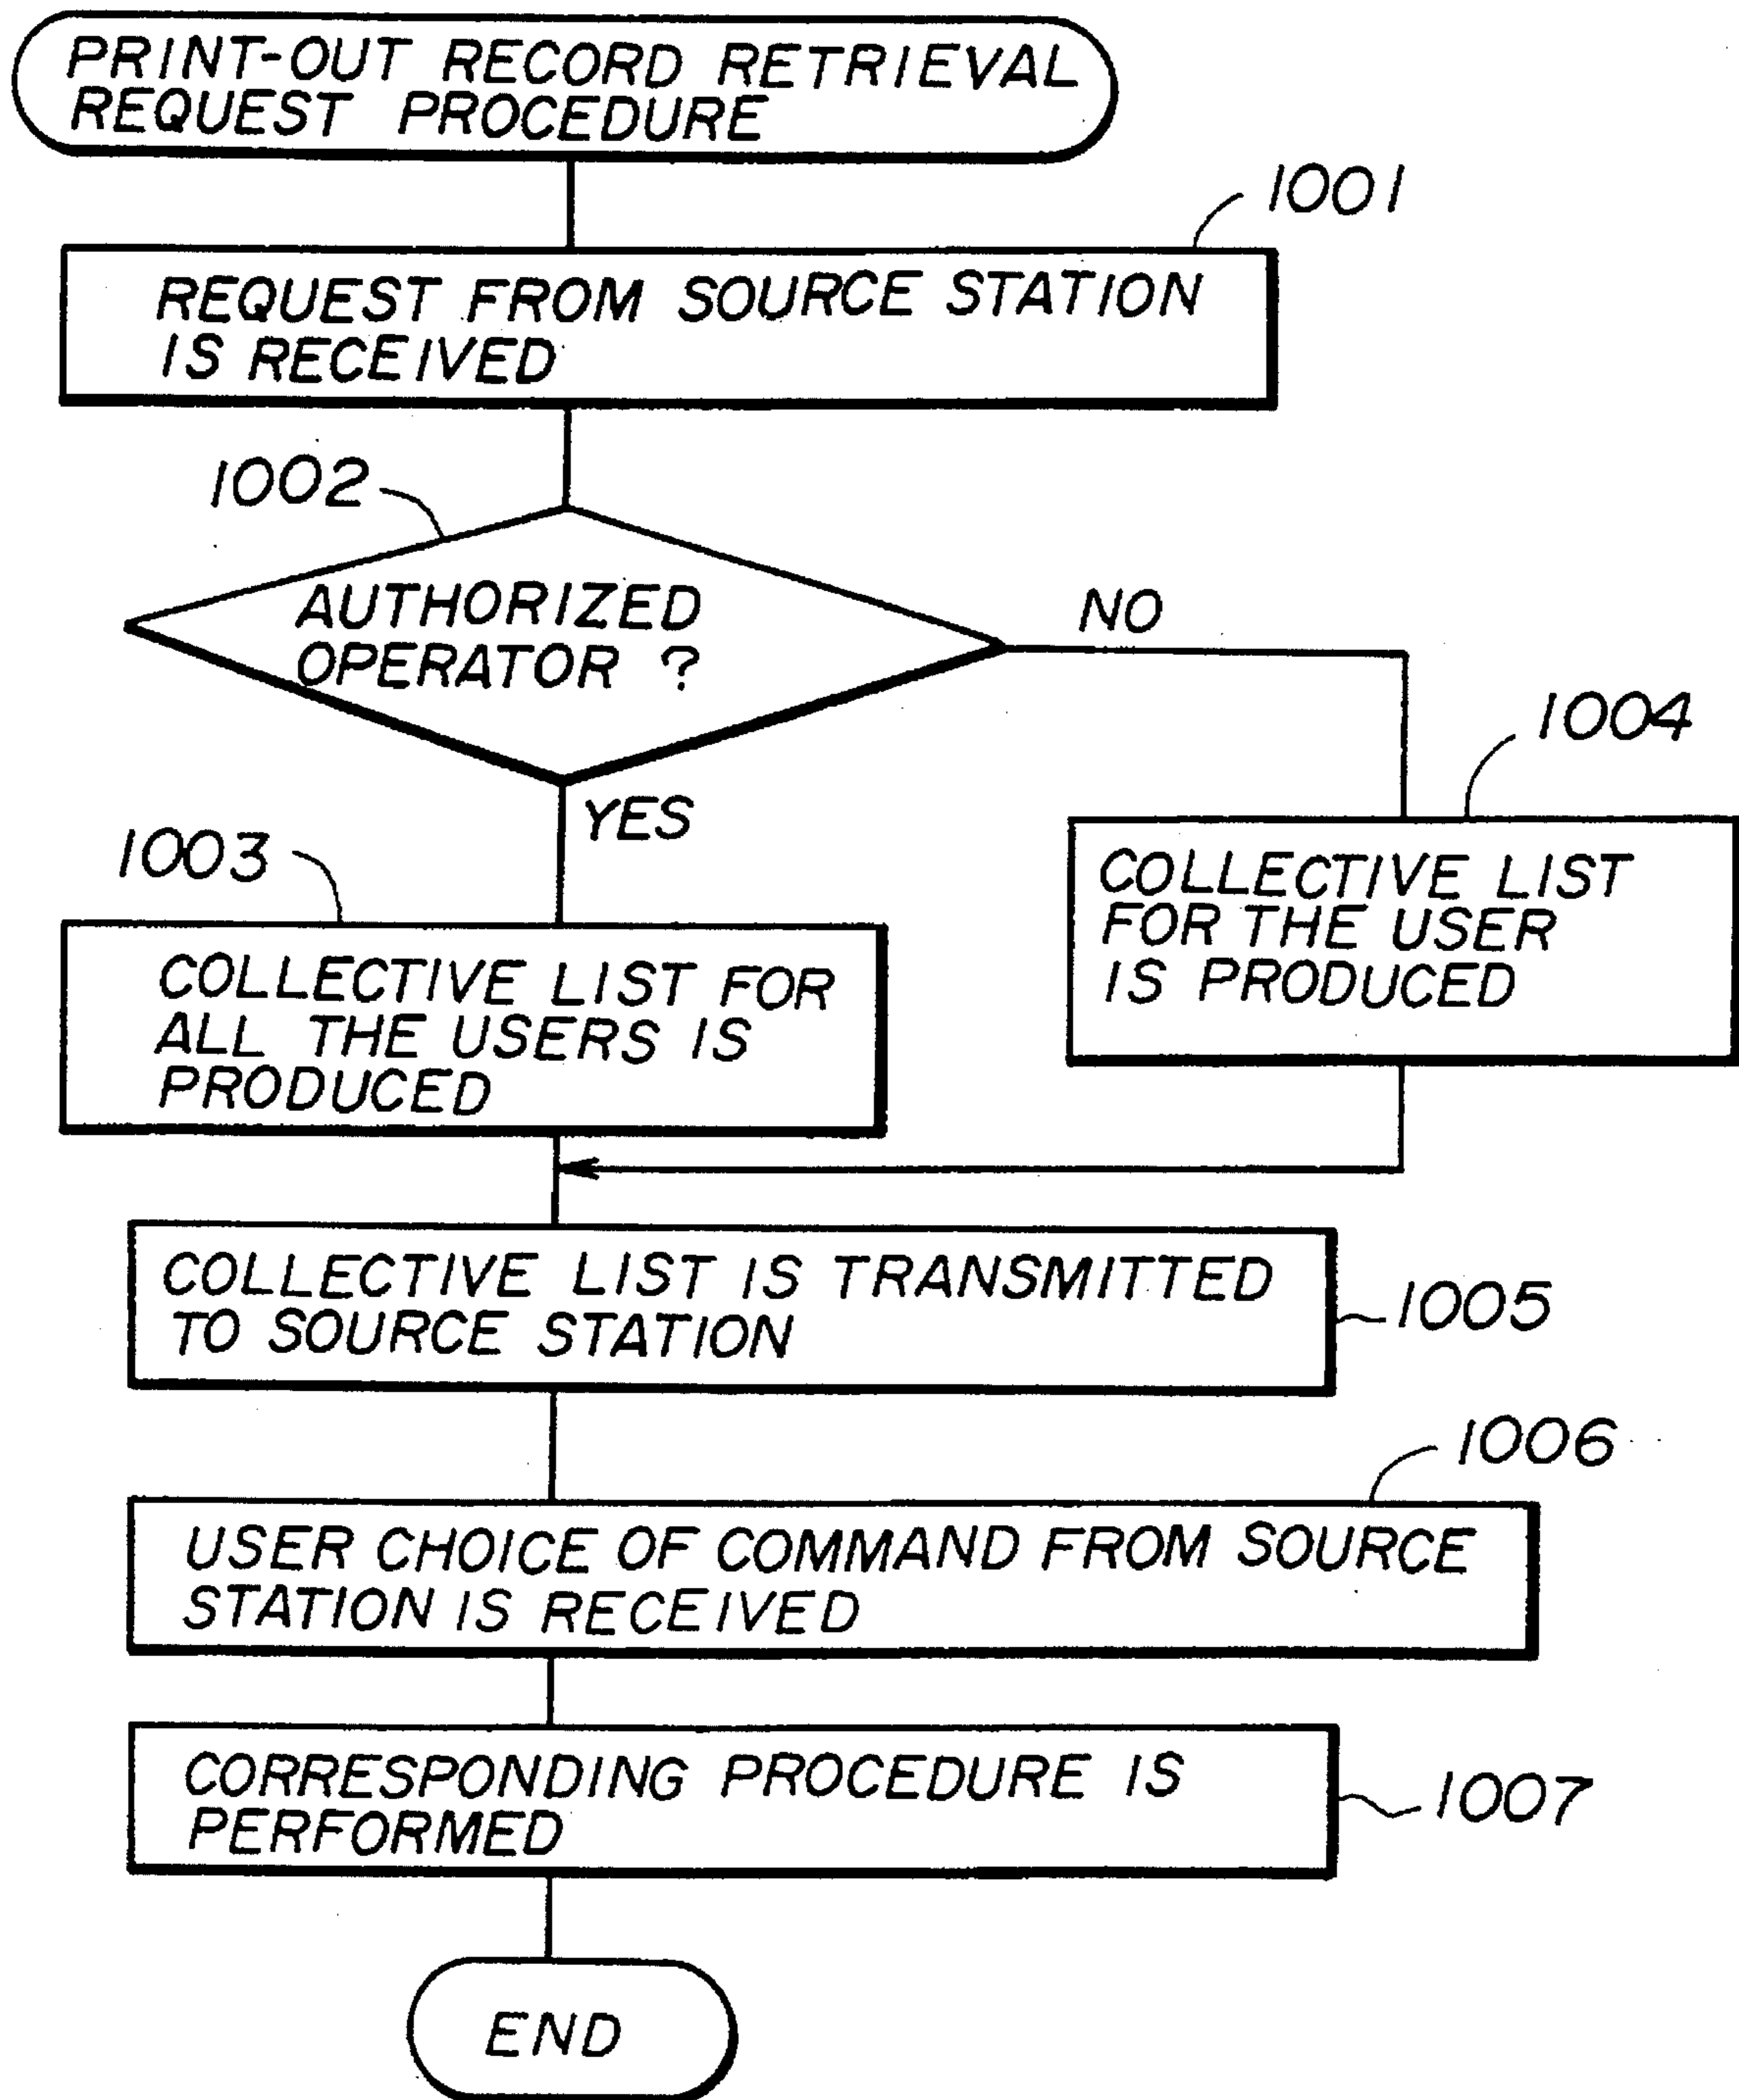 PRINT-OUT RECORD RETRIEVAL
REQUEST PROCEDURE
1001
REQUEST FROM SOURCE STATION
IS RECEIVED
1002
AUTHORIZED
OPERATOR ?
NO
YES
1003
COLLECTIVE LIST FOR
ALL THE USERS IS
PRODUCED
1004
COLLECTIVE LIST
FOR THE USER
IS PRODUCED
COLLECTIVE LIST IS TRANSMITTED
TO SOURCE STATION
1005
1006
USER CHOICE OF COMMAND FROM SOURCE
STATION IS RECEIVED
CORRESPONDING PROCEDURE IS
PERFORMED
1007
END